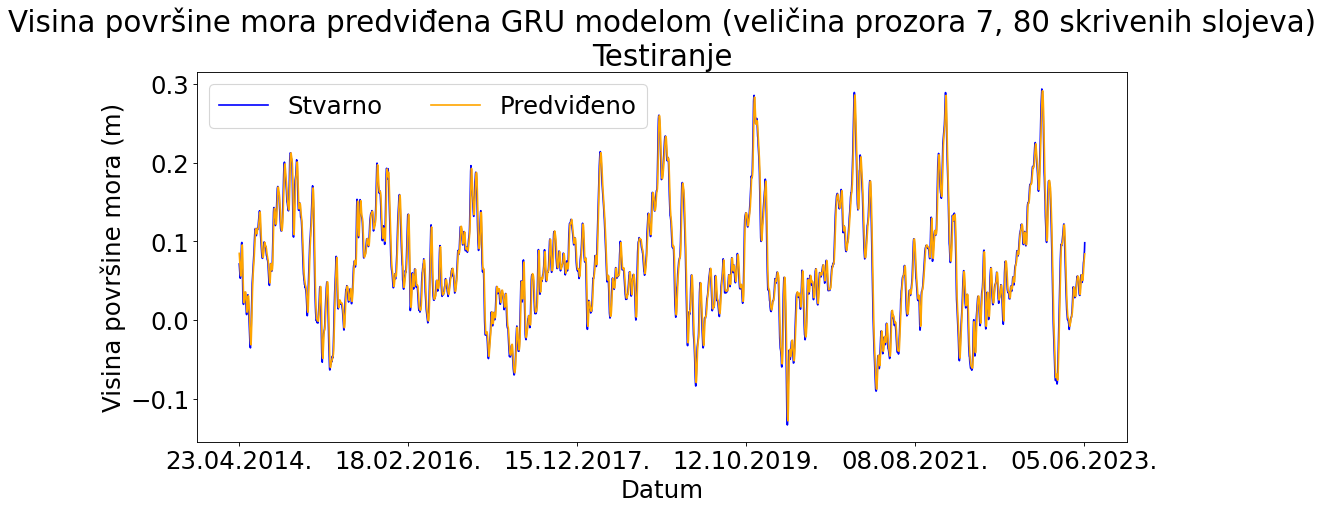 Visina površine mora predviđena GRU modelom (veličina prozora 7, 80 skrivenih slojeva)
Testiranje
Stvarno Predviđeno
Visina površine mora (m)
0.3
0.2
0.1
0.0
−0.1
23.04.2014. 18.02.2016. 15.12.2017. 12.10.2019. 08.08.2021. 05.06.2023.
Datum